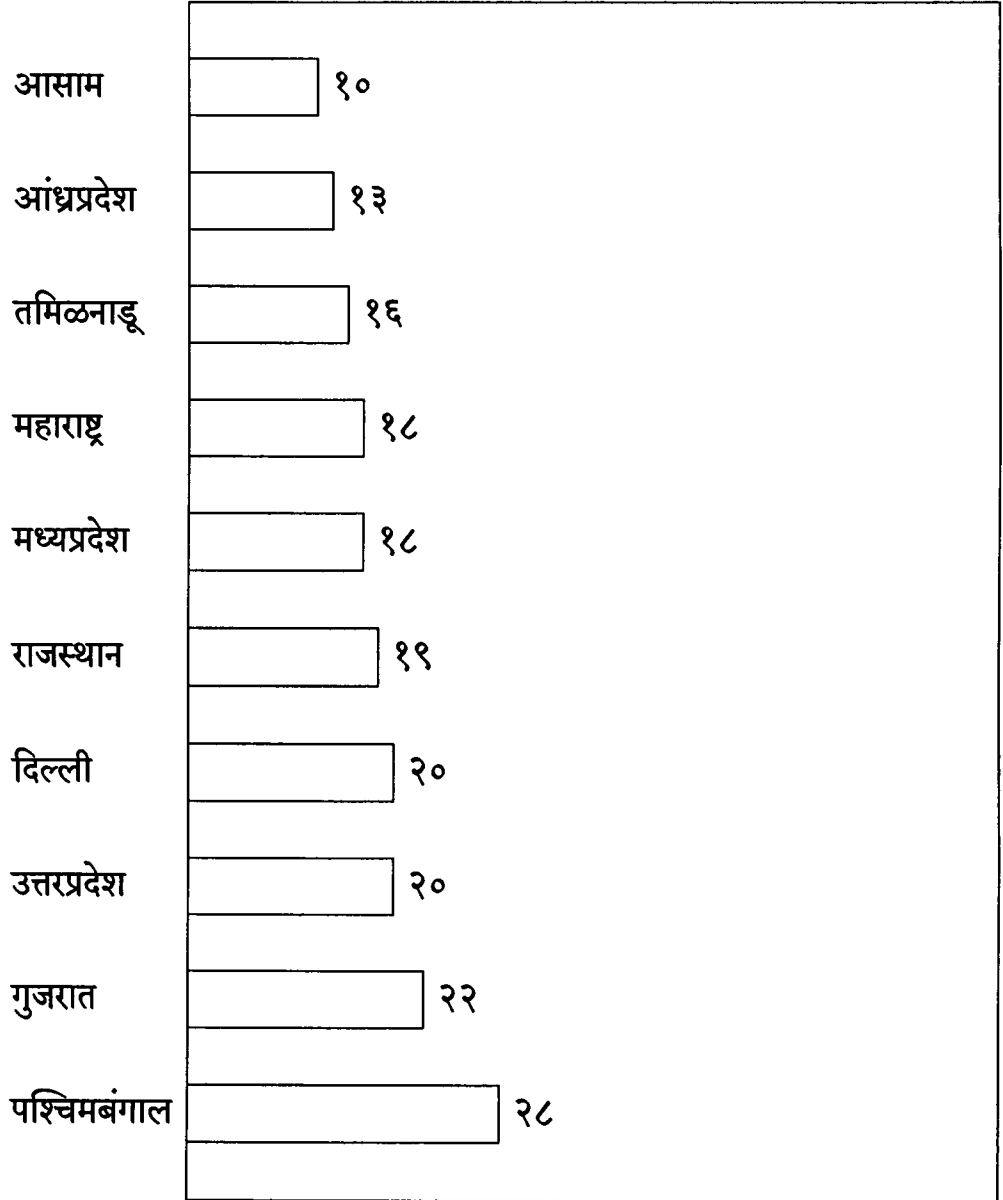 आसाम १०
आंध्रप्रदेश १३
तमिळनाडू १६
महाराष्ट्र १८
मध्यप्रदेश १८
राजस्थान १९
दिल्ली २०
उत्तरप्रदेश २०
गुजरात २२
पश्चिमबंगाल २८